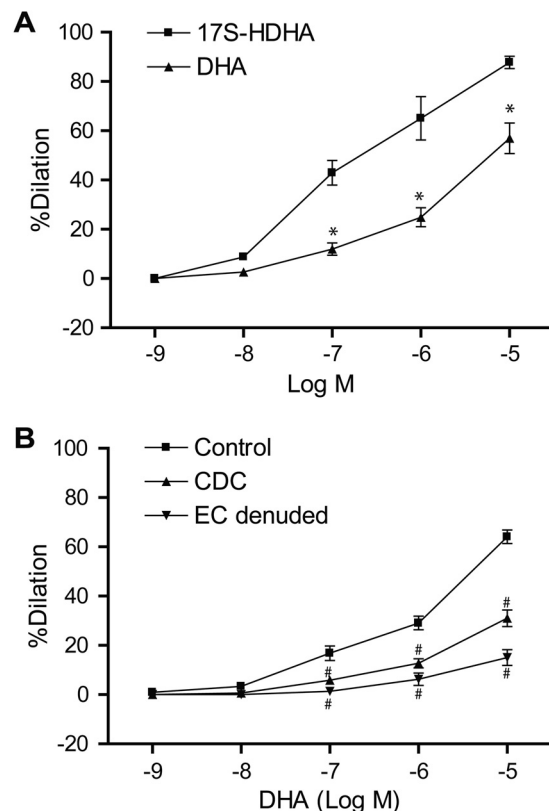 A
17S-HDHA
DHA
%Dilation
100
80
60
40
20
0
-20
*
*
*
-9 -8 -7 -6 -5
Log M
B
Control
CDC
EC denuded
%Dilation
100
80
60
40
20
0
-20
#
#
#
#
#
#
-9 -8 -7 -6 -5
DHA (Log M)